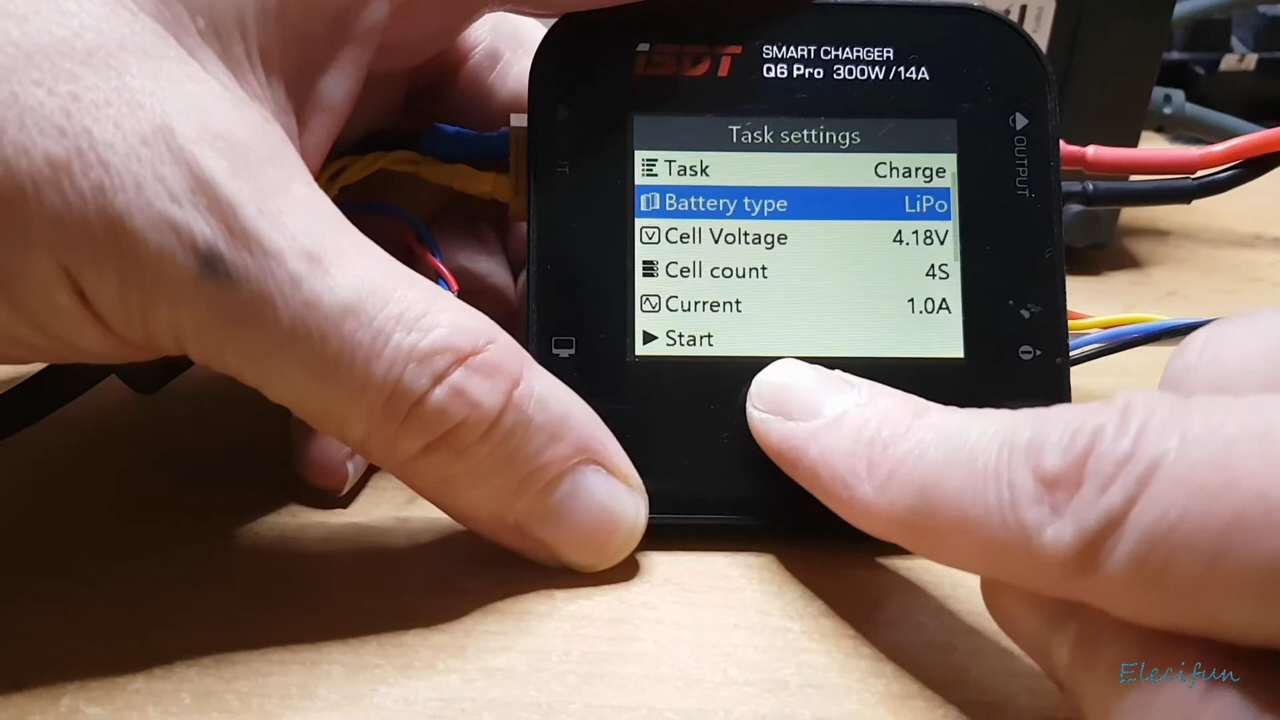 iSDT
SMART CHARGER
Q6 Pro 300W/14A
Task settings
Task Charge
Battery type LiPo
Cell Voltage 4.18V
Cell count 4S
Current 1.0A
Start
OUTPUT
Elecifun